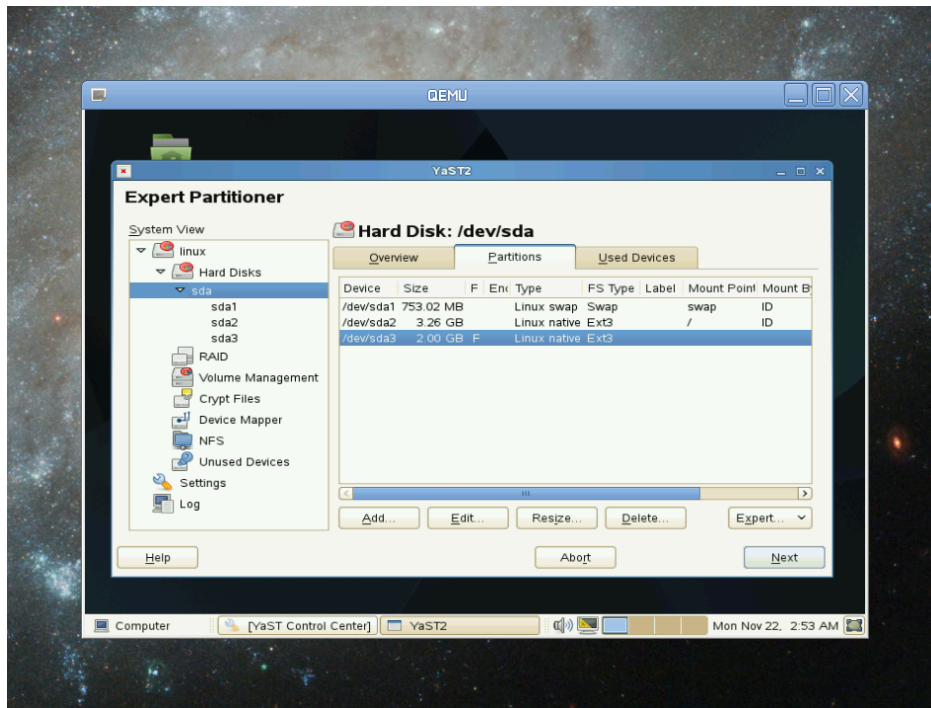 QEMU
YaST2
Expert Partitioner
System View
linux
Hard Disks
sda
sda1
sda2
sda3
RAID
Volume Management
Crypt Files
Device Mapper
NFS
Unused Devices
Settings
Log
Hard Disk: /dev/sda
Overview Partitions Used Devices
Device Size F Enc Type FS Type Label Mount Point Mount B
/dev/sda1 753.02 MB Linux swap Swap swap ID
/dev/sda2 3.26 GB Linux native Ext3 / ID
/dev/sda3 2.00 GB F Linux native Ext3
Add... Edit... Resize... Delete... Expert...
Help Abort Next
Computer [YaST Control Center] YaST2 Mon Nov 22, 2:53 AM